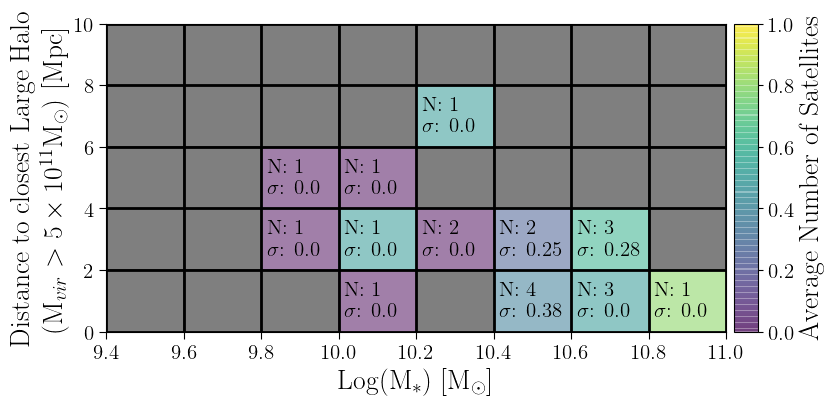 Distance to closest Large Halo
(M_vir > 5 × 10^11 M_⊙) [Mpc]
10
8
6
4
2
0
N: 1
σ: 0.0
N: 1
σ: 0.0
N: 1
σ: 0.0
N: 1
σ: 0.0
N: 1
σ: 0.0
N: 2
σ: 0.0
N: 2
σ: 0.25
N: 3
σ: 0.28
N: 1
σ: 0.0
N: 4
σ: 0.38
N: 3
σ: 0.0
N: 1
σ: 0.0
9.4 9.6 9.8 10.0 10.2 10.4 10.6 10.8 11.0
Log(M_*) [M_⊙]
1.0
0.8
0.6
0.4
0.2
0.0
Average Number of Satellites